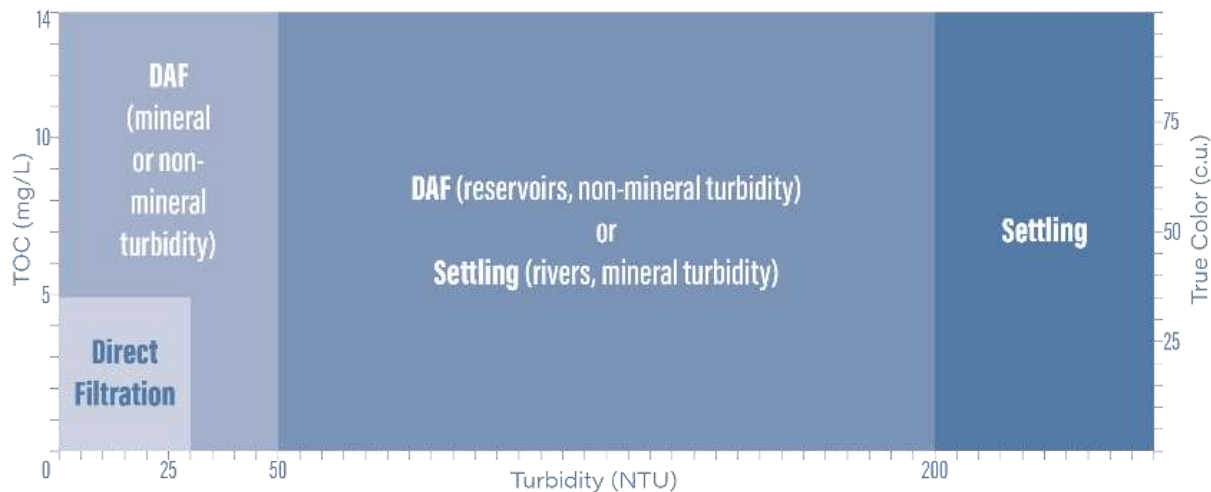 14
10
5
0
TOC (mg/L)
DAF
(mineral
or non-
mineral
turbidity)
Direct
Filtration
DAF (reservoirs, non-mineral turbidity)
or
Settling (rivers, mineral turbidity)
Settling
75
50
25
True Color (c.u.)
25
50
200
Turbidity (NTU)